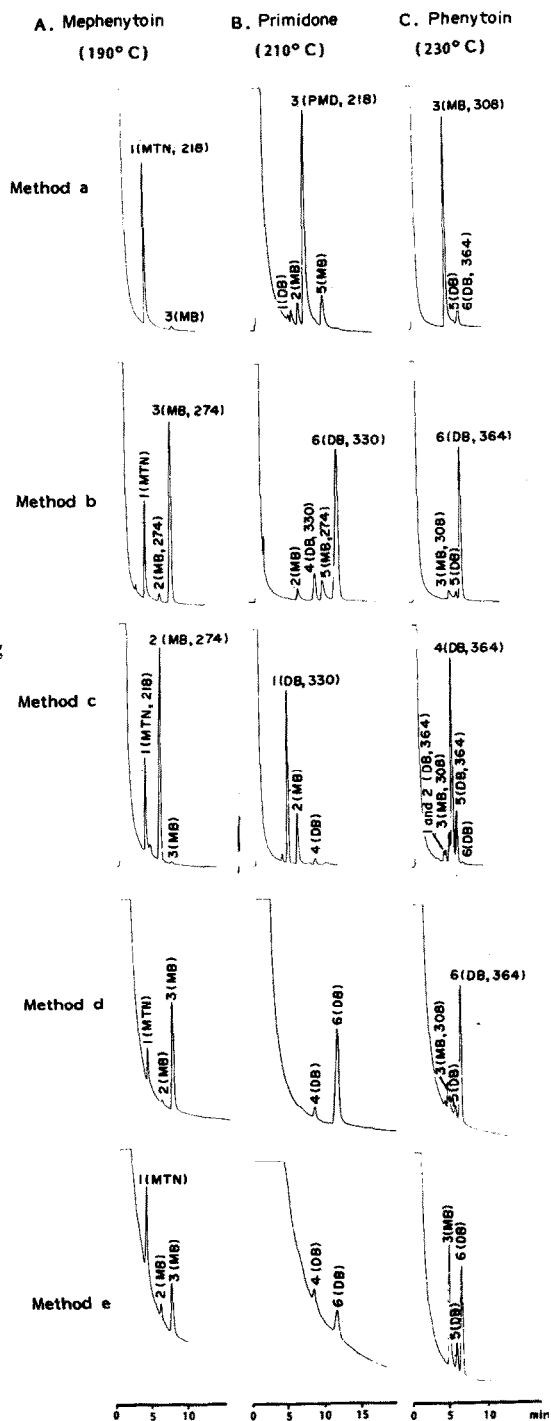 A. Mephenytoin B. Primidone C. Phenytoin
(190° C) (210° C) (230° C)
Method a
1(MTN, 218)
3(MB)
3(PMD, 218)
1(DB)
2(MB)
5(MB)
3(MB, 308)
5(DB)
6(DB, 364)
Method b
1(MTN)
2(MB, 274)
3(MB, 274)
2(MB)
4(DB, 330)
5(MB, 274)
6(DB, 330)
3(MB, 308)
5(DB)
6(DB, 364)
Method c
1(MTN, 218)
2(MB, 274)
3(MB)
1(DB, 330)
2(MB)
4(DB)
1 and 2 (DB, 364)
3(MB, 308)
4(DB, 364)
5(DB, 364)
6(DB)
Method d
1(MTN)
2(MB)
3(MB)
4(DB)
6(DB)
3(MB, 308)
5(DB)
6(DB, 364)
Method e
1(MTN)
2(MB)
3(MB)
4(DB)
6(DB)
3(MB)
5(DB)
6(DB)
0 5 10 0 5 10 15 0 5 10 min